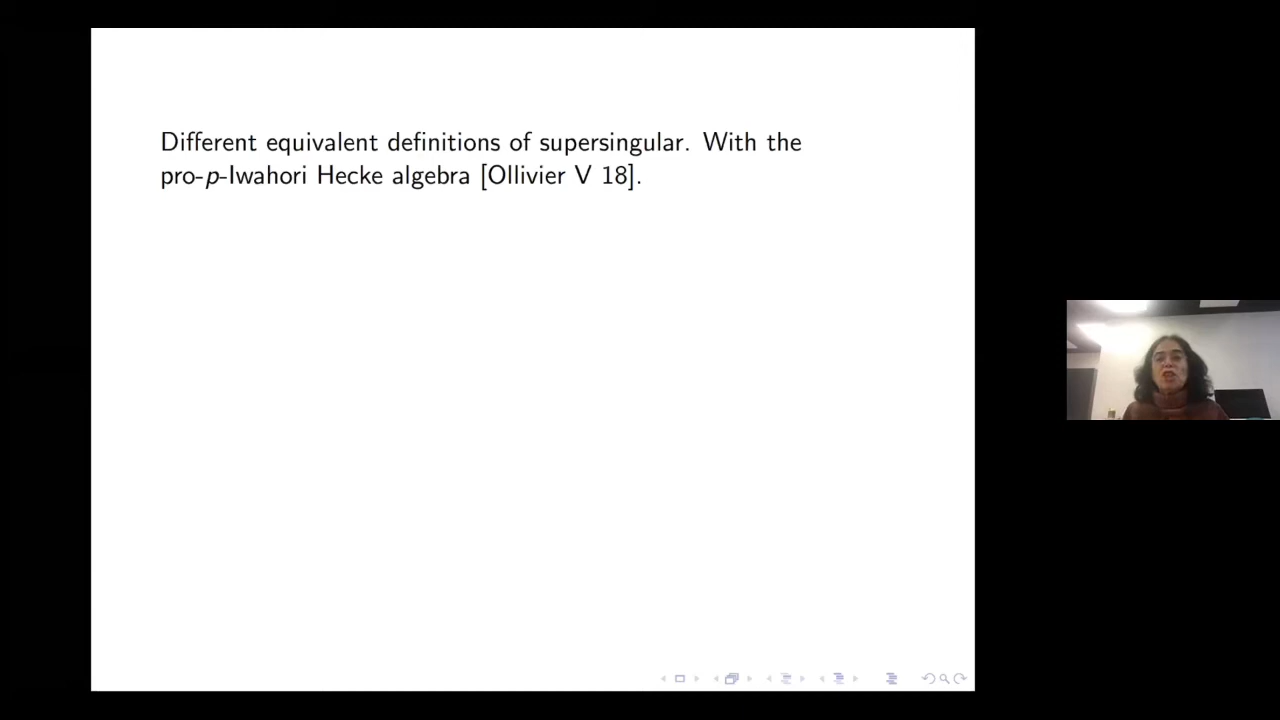 Different equivalent definitions of supersingular. With the
pro-p-Iwahori Hecke algebra [Ollivier V 18].